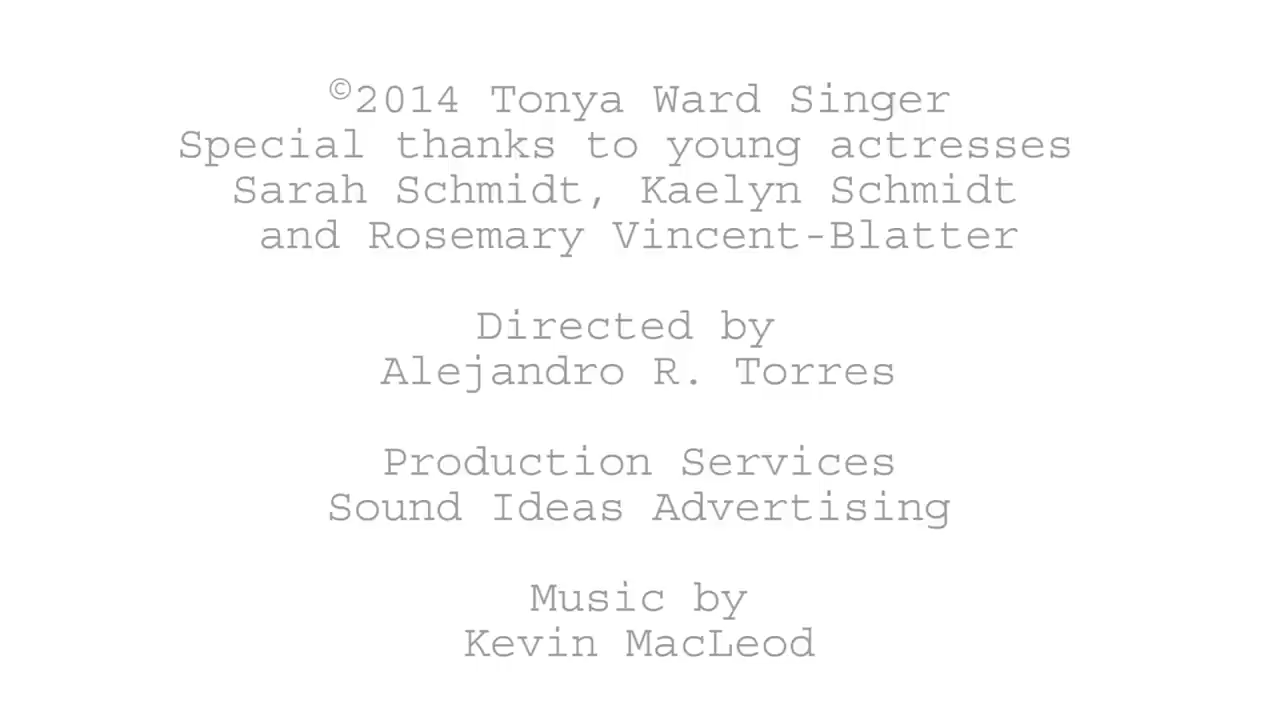 ©2014 Tonya Ward Singer
Special thanks to young actresses
Sarah Schmidt, Kaelyn Schmidt
and Rosemary Vincent-Blatter
Directed by
Alejandro R. Torres
Production Services
Sound Ideas Advertising
Music by
Kevin MacLeod